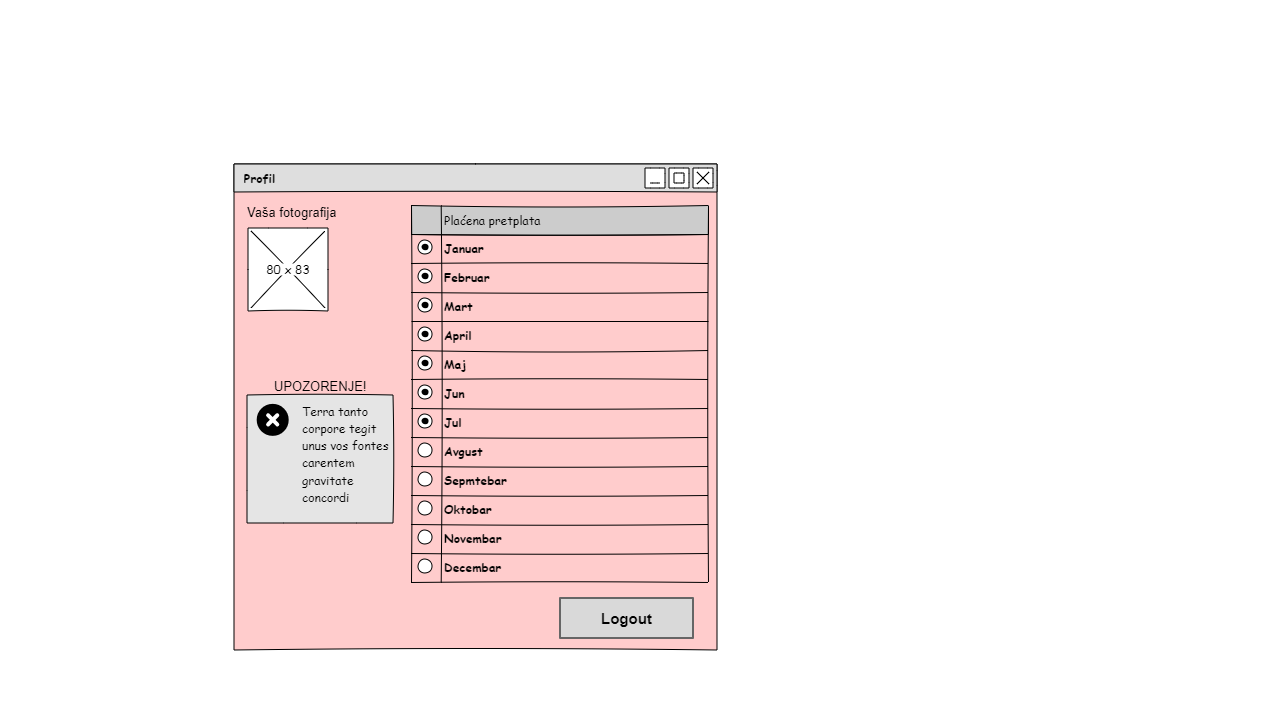 Profil
Vaša fotografija
80 x 83
UPOZORENJE!
Terra tanto
corpore tegit
unus vos fontes
carentem
gravitate
concordi
Plaćena pretplata
Januar
Februar
Mart
April
Maj
Jun
Jul
Avgust
Sepmtebar
Oktobar
Novembar
Decembar
Logout